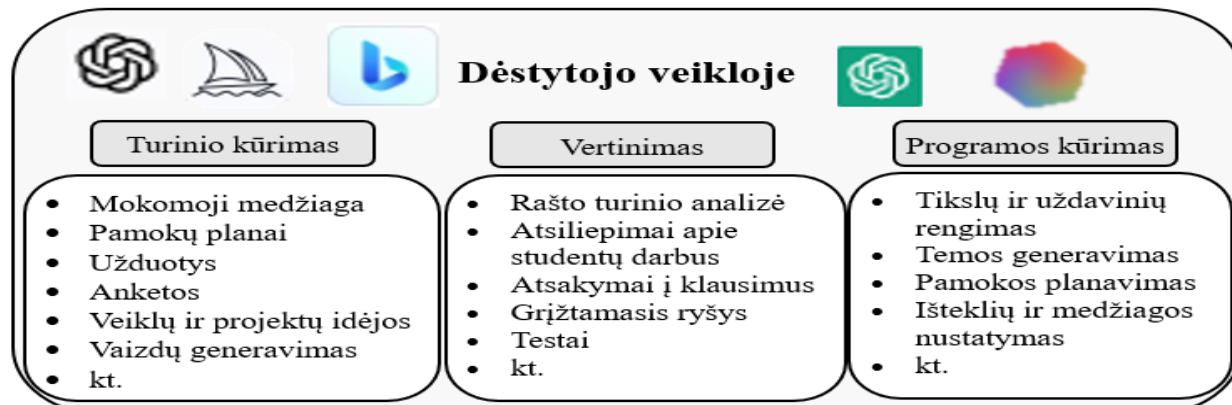 Dėstytojo veikloje
Turinio kūrimas
Mokomoji medžiaga
Pamokų planai
Užduotys
Anketos
Veiklų ir projektų idėjos
Vaizdų generavimas
kt.
Vertinimas
Rašto turinio analizė
Atsiliepimai apie
studentų darbus
Atsakymai į klausimus
Grįžtamasis ryšys
Testai
kt.
Programos kūrimas
Tikslų ir uždavinių
rengimas
Temos generavimas
Pamokos planavimas
Išteklių ir medžiagos
nustatymas
kt.